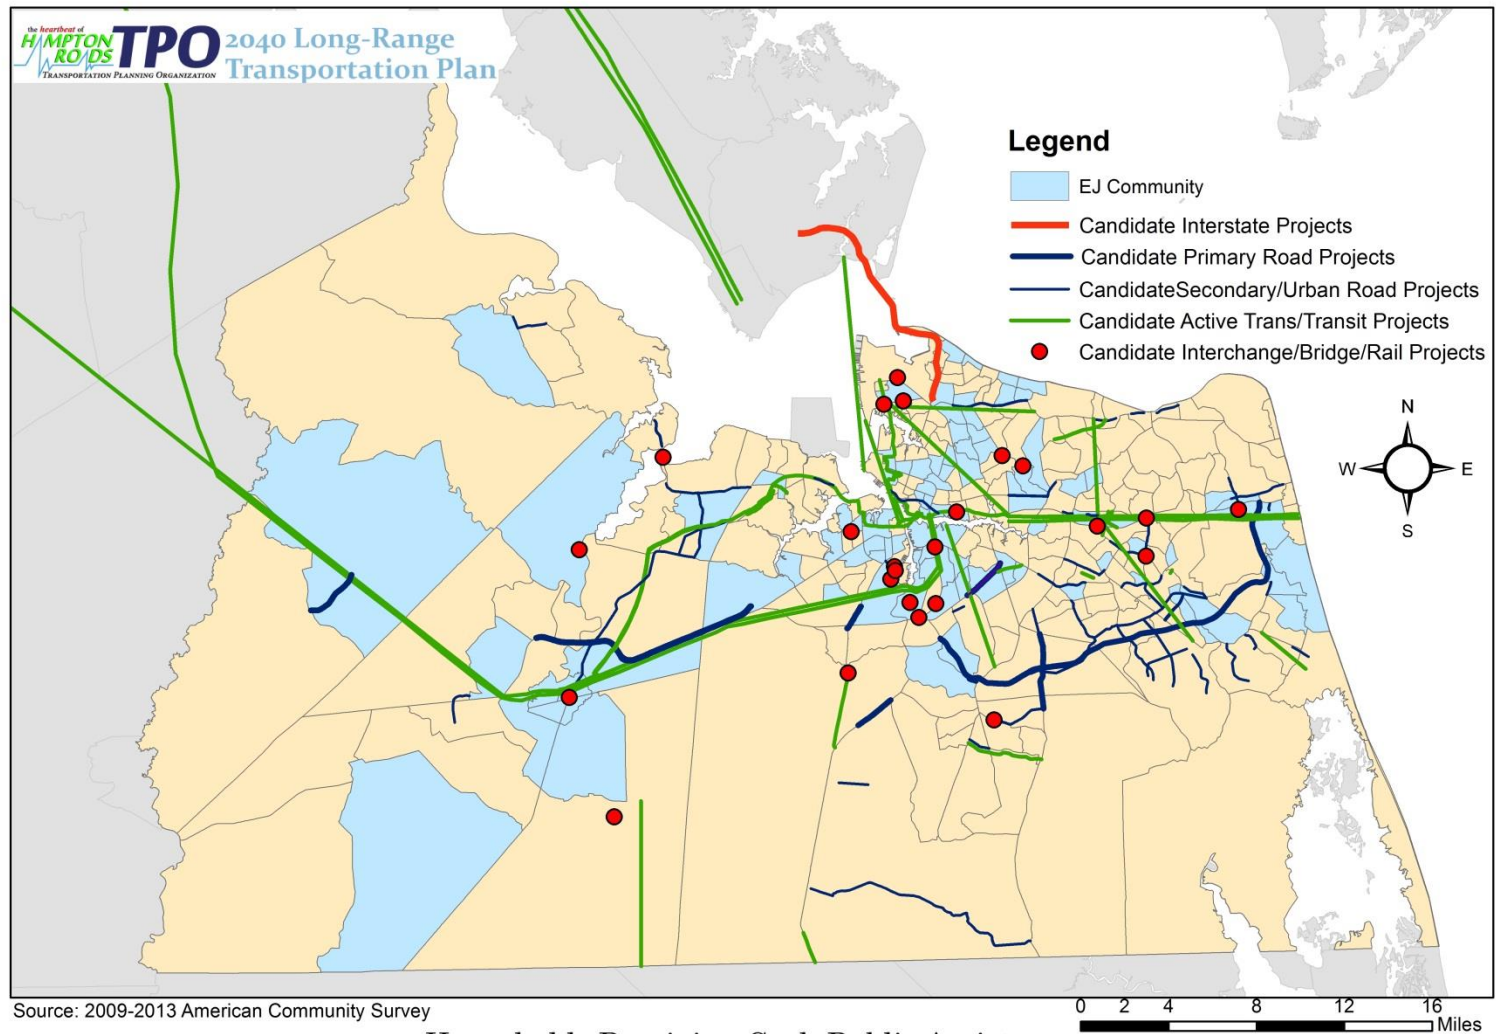 the heartbeat of
HAMPTON
ROADS
TPO
TRANSPORTATION PLANNING ORGANIZATION
2040 Long-Range
Transportation Plan
Legend
EJ Community
Candidate Interstate Projects
Candidate Primary Road Projects
CandidateSecondary/Urban Road Projects
Candidate Active Trans/Transit Projects
Candidate Interchange/Bridge/Rail Projects
N
W E
S
Source: 2009-2013 American Community Survey
0 2 4 8 12 16
Miles